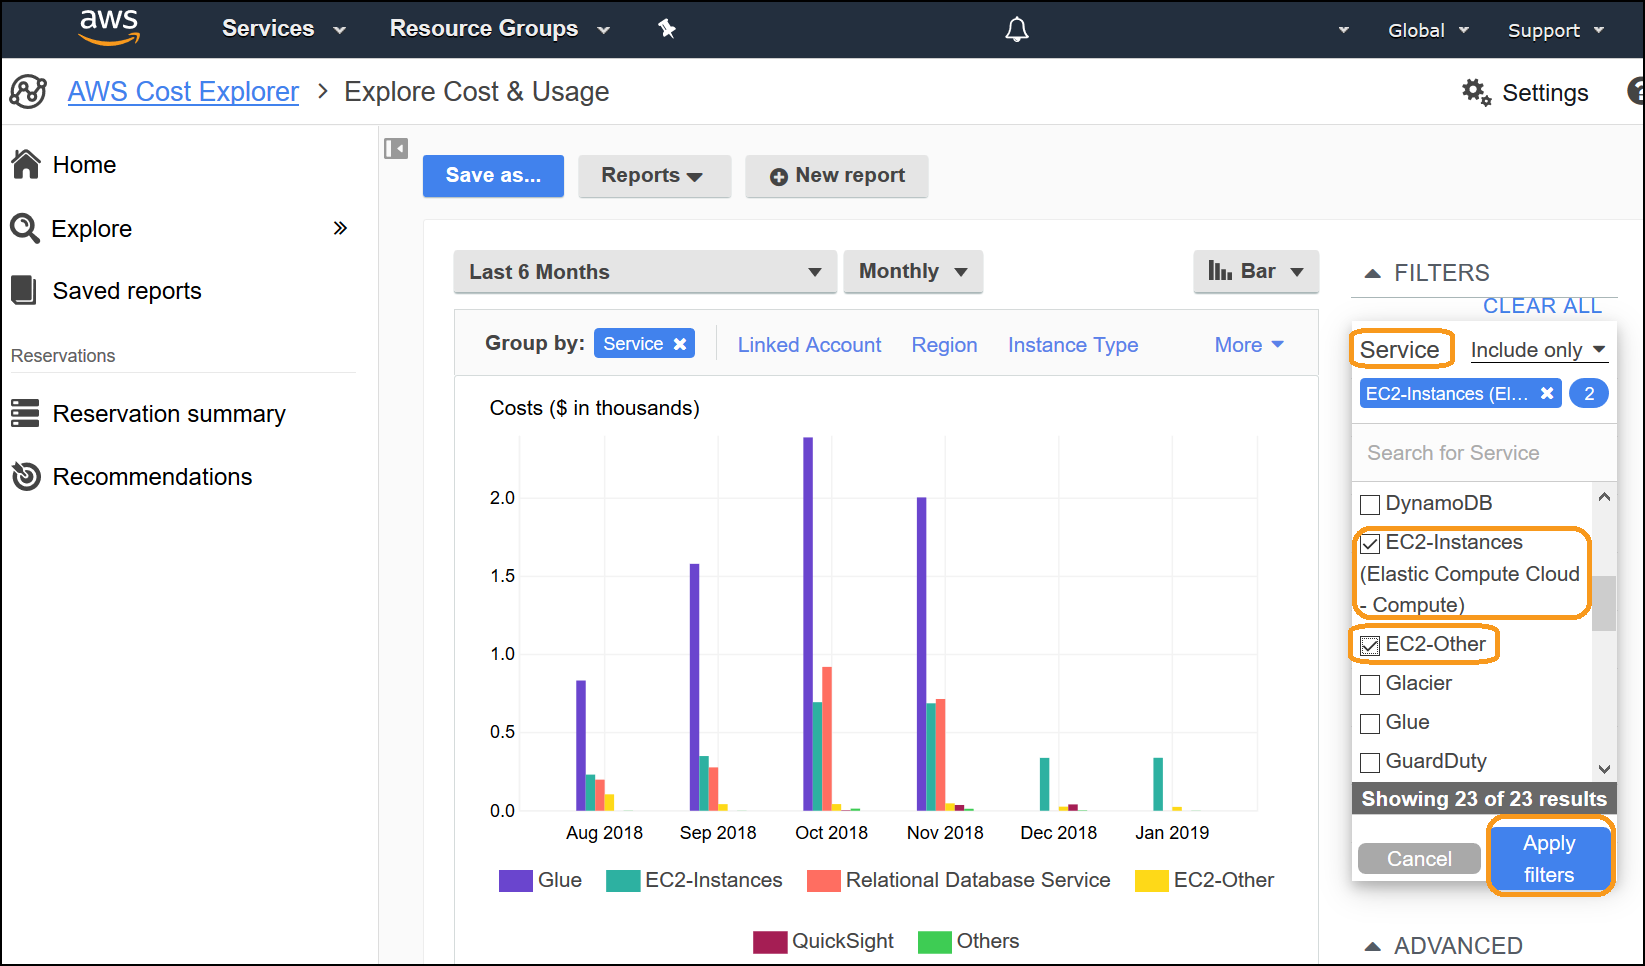 aws
Services
Resource Groups
Global
Support
AWS Cost Explorer > Explore Cost & Usage
Settings
?
Home
Explore
»
Saved reports
Reservations
Reservation summary
Recommendations
Save as...
Reports
New report
Last 6 Months
Monthly
Bar
Group by:
Service ✖
Linked Account
Region
Instance Type
More
Costs ($ in thousands)
2.0
1.5
1.0
0.5
0.0
Aug 2018
Sep 2018
Oct 2018
Nov 2018
Dec 2018
Jan 2019
Glue
EC2-Instances
Relational Database Service
EC2-Other
QuickSight
Others
FILTERS
CLEAR ALL
Service
Include only
EC2-Instances (El... ✖
2
Search for Service
DynamoDB
EC2-Instances
(Elastic Compute Cloud
- Compute)
EC2-Other
Glacier
Glue
GuardDuty
Showing 23 of 23 results
Cancel
Apply
filters
ADVANCED